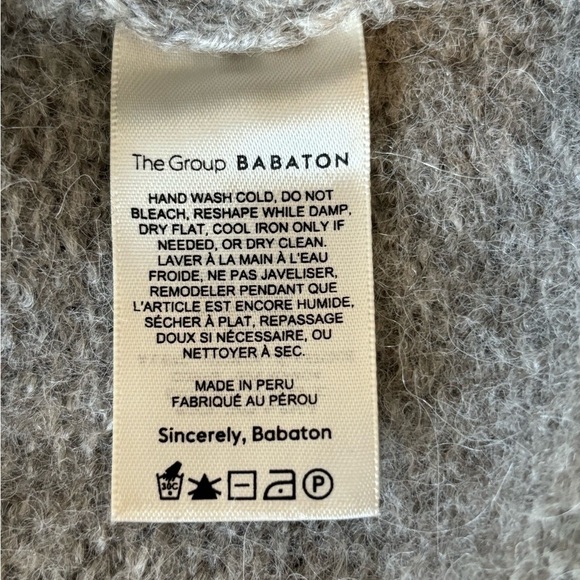 The Group BABATON
HAND WASH COLD, DO NOT
BLEACH, RESHAPE WHILE DAMP,
DRY FLAT, COOL IRON ONLY IF
NEEDED, OR DRY CLEAN.
LAVER À LA MAIN À L'EAU
FROIDE, NE PAS JAVELISER,
REMODELER PENDANT QUE
L'ARTICLE EST ENCORE HUMIDE,
SÉCHER À PLAT, REPASSAGE
DOUX SI NÉCESSAIRE, OU
NETTOYER À SEC.
MADE IN PERU
FABRIQUÉ AU PÉROU
Sincerely, Babaton
30C P